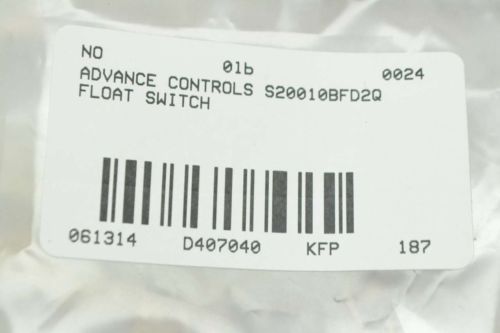 NO 01b 0024
ADVANCE CONTROLS S20010BFD2Q
FLOAT SWITCH
061314 D407040 KFP 187